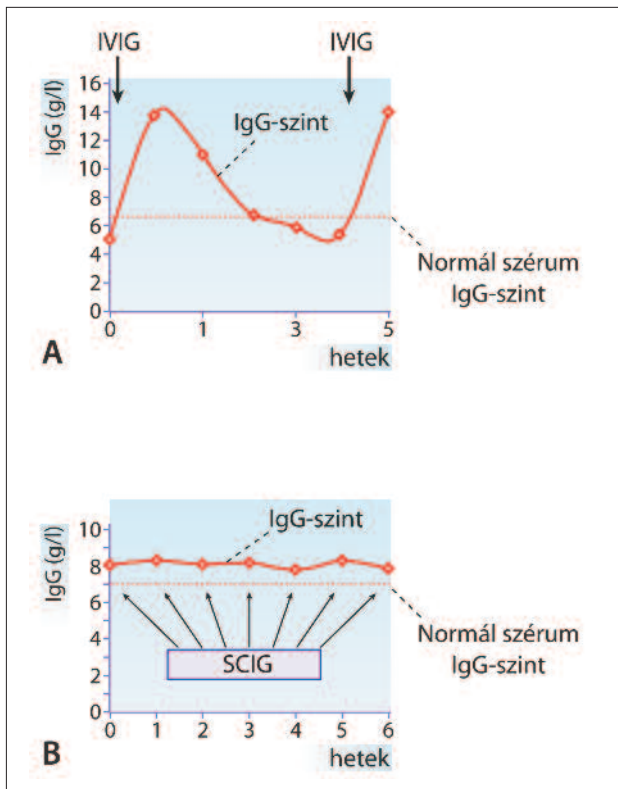 IVIG IVIG
IgG (g/l)
16
14
12
10
8
6
4
2
0
IgG-szint
Normál szérum
IgG-szint
0 1 3 5
hetek
A
IgG (g/l)
10
8
6
4
2
0
IgG-szint
Normál szérum
IgG-szint
SCIG
0 1 2 3 4 5 6
hetek
B